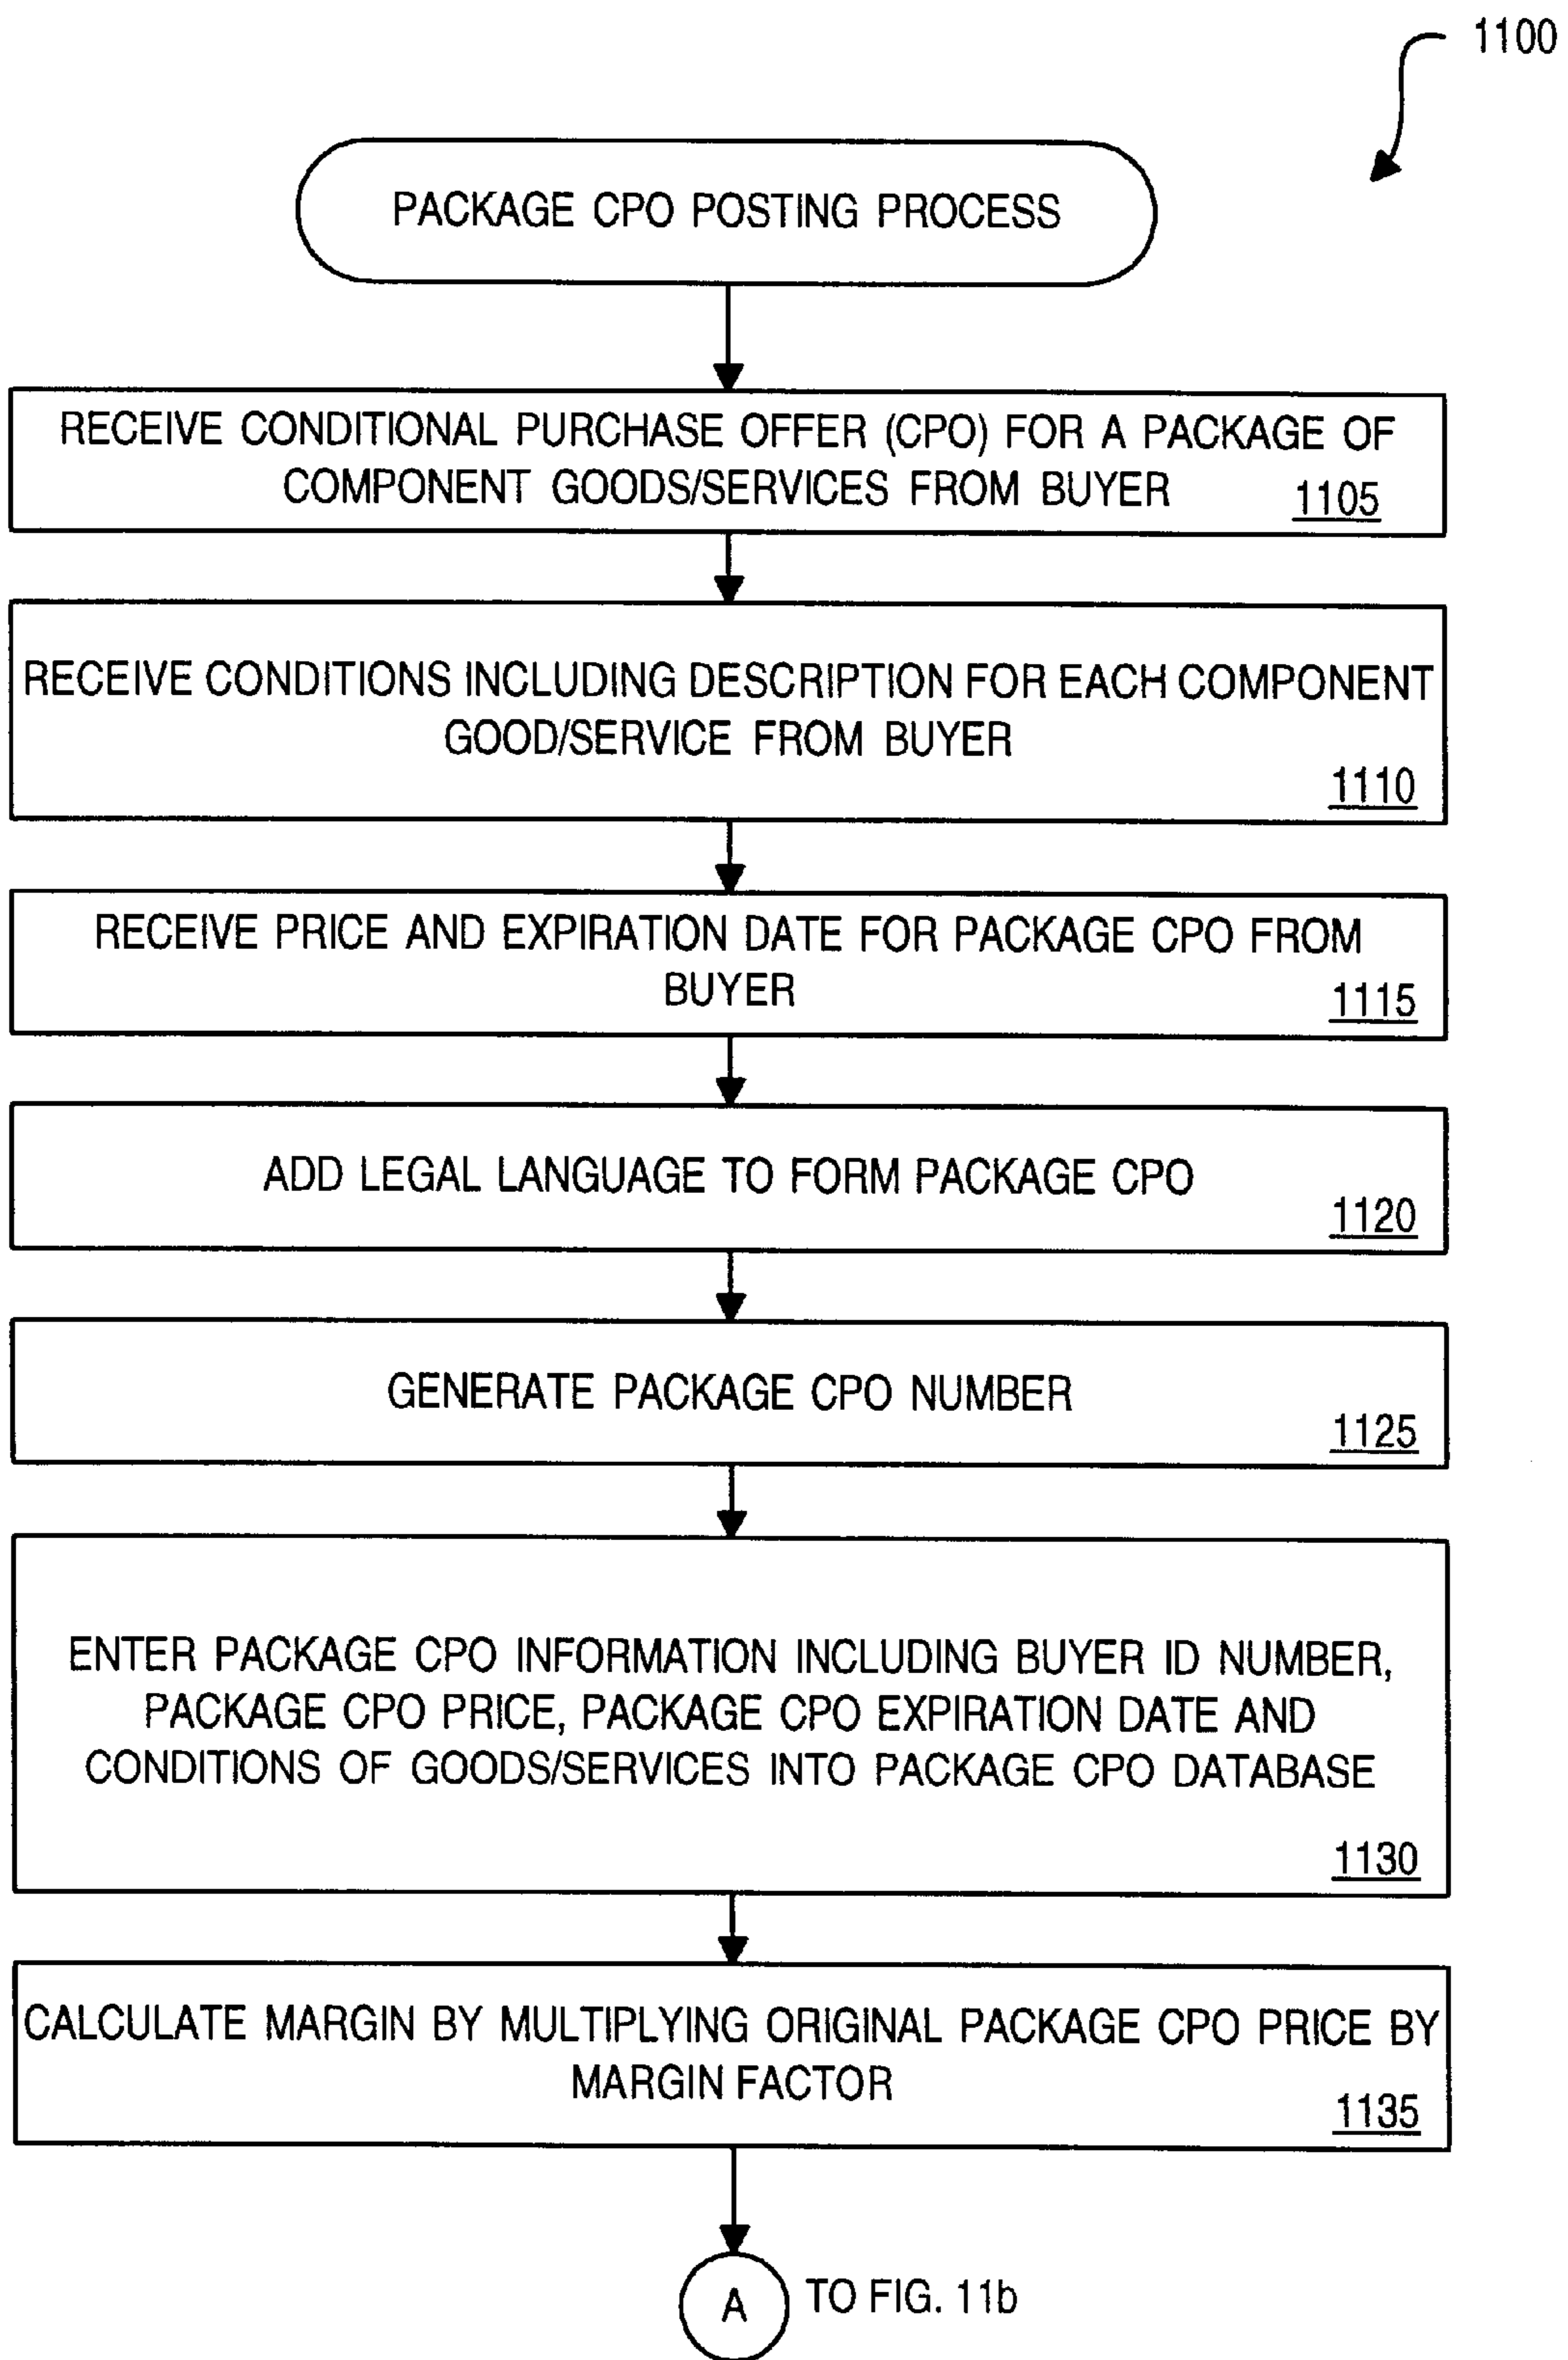 1100
PACKAGE CPO POSTING PROCESS
RECEIVE CONDITIONAL PURCHASE OFFER (CPO) FOR A PACKAGE OF
COMPONENT GOODS/SERVICES FROM BUYER
1105
RECEIVE CONDITIONS INCLUDING DESCRIPTION FOR EACH COMPONENT
GOOD/SERVICE FROM BUYER
1110
RECEIVE PRICE AND EXPIRATION DATE FOR PACKAGE CPO FROM
BUYER
1115
ADD LEGAL LANGUAGE TO FORM PACKAGE CPO
1120
GENERATE PACKAGE CPO NUMBER
1125
ENTER PACKAGE CPO INFORMATION INCLUDING BUYER ID NUMBER,
PACKAGE CPO PRICE, PACKAGE CPO EXPIRATION DATE AND
CONDITIONS OF GOODS/SERVICES INTO PACKAGE CPO DATABASE
1130
CALCULATE MARGIN BY MULTIPLYING ORIGINAL PACKAGE CPO PRICE BY
MARGIN FACTOR
1135
A TO FIG. 11b